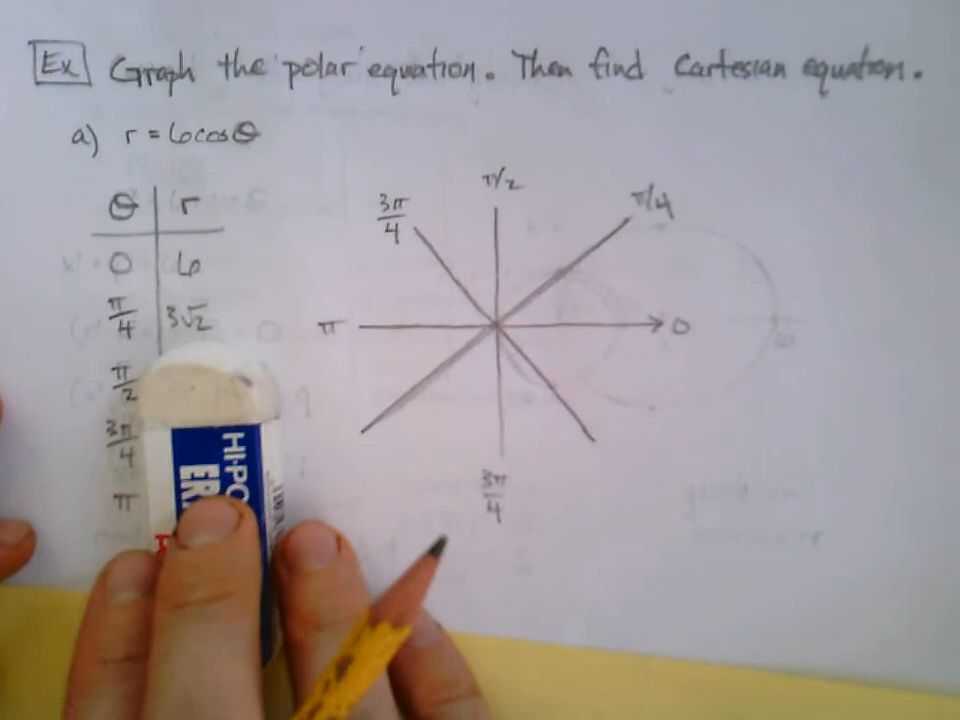 Ex Graph the polar equation. Then find Cartesian equation.
a) r = 6cosθ
θ r
0 6
π/4 3√2
π/2
3π/4
π
π/2
3π/4
π/4
π
0
3π/4
HI-PO
ER